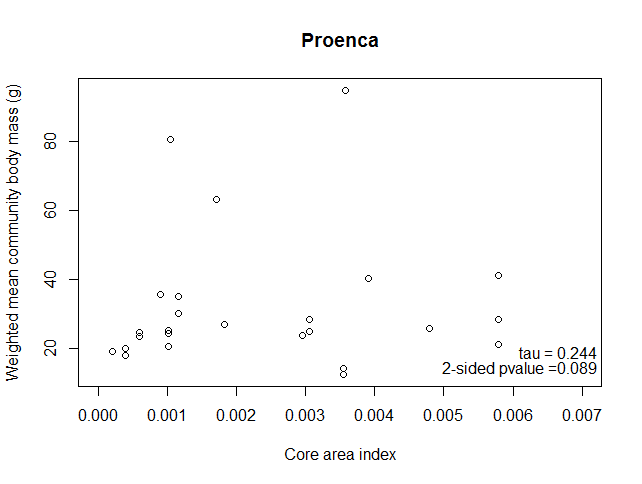 Proenca
Weighted mean community body mass (g)
80
60
40
20
tau = 0.244
2-sided pvalue =0.089
0.000 0.001 0.002 0.003 0.004 0.005 0.006 0.007
Core area index